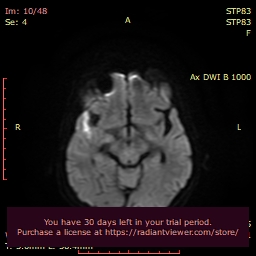 Im: 10/48
Se: 4
A
STP83
STP83
F
Ax DWI B 1000
R
L
You have 30 days left in your trial period.
Purchase a license at https://radiantviewer.com/store/